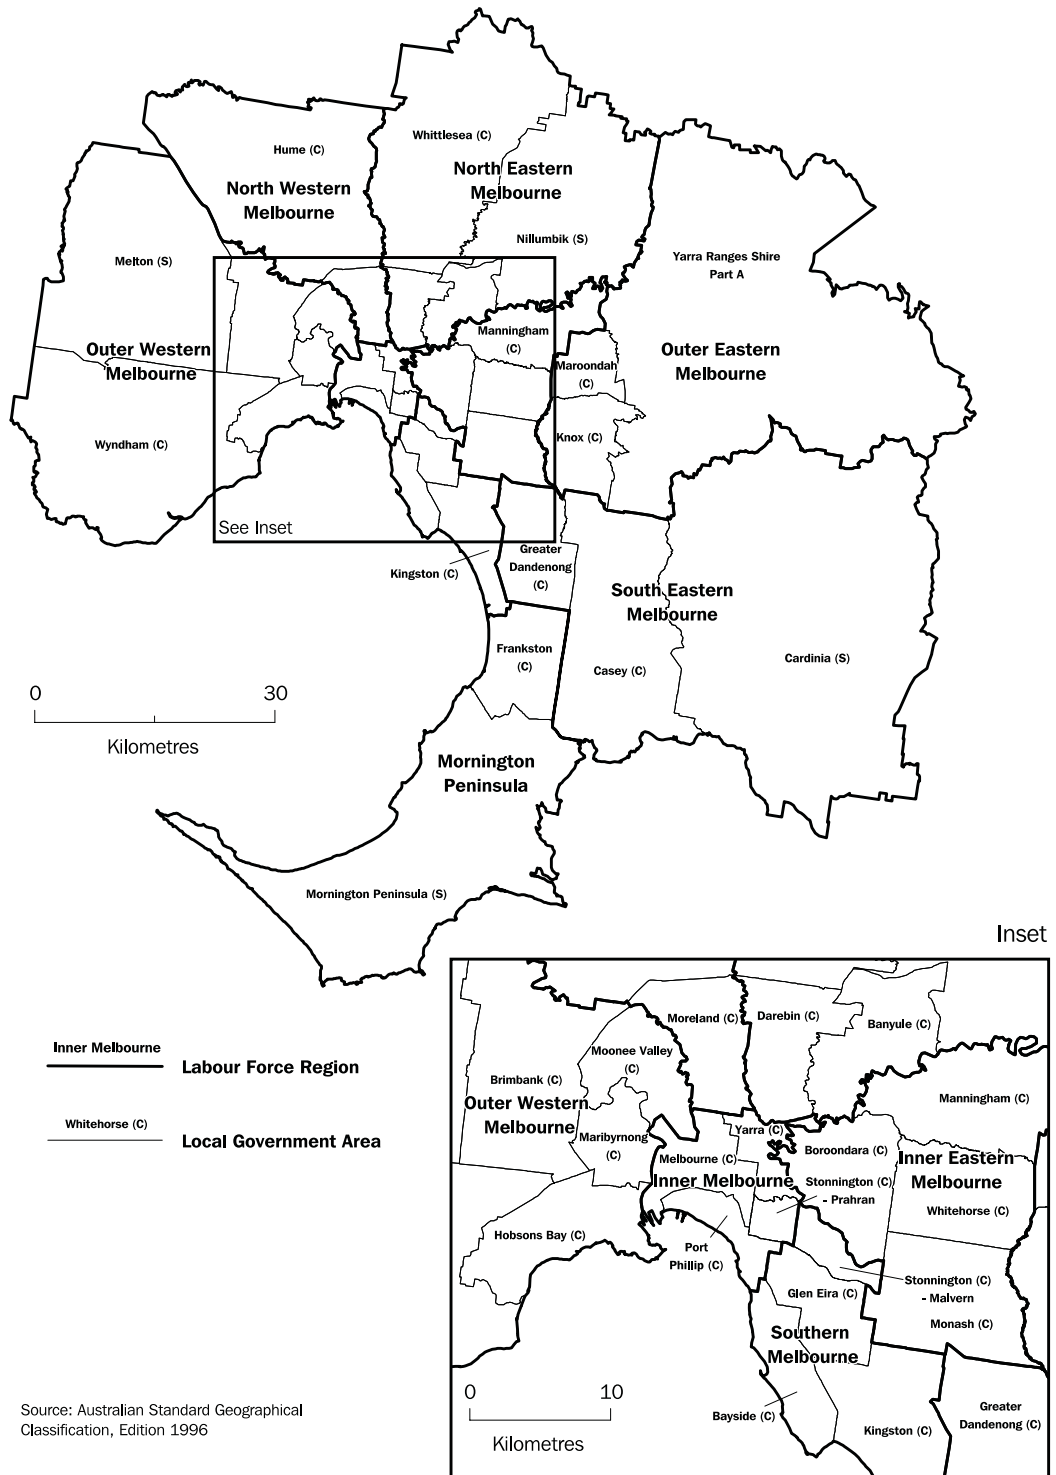 Whittlesea (C)
Hume (C)
North Eastern
Melbourne
North Western
Melbourne
Nillumbik (S)
Yarra Ranges Shire
Part A
Melton (S)
Manningham
(C)
Outer Western
Melbourne
Outer Eastern
Melbourne
Maroondah
(C)
Wyndham (C)
Knox (C)
See Inset
Greater
Dandenong
(C)
Kingston (C)
South Eastern
Melbourne
Frankston
(C)
Casey (C)
Cardinia (S)
0 30
Kilometres
Mornington
Peninsula
Mornington Peninsula (S)
Inset
Moreland (C)
Darebin (C)
Banyule (C)
Moonee Valley
(C)
Brimbank (C)
Outer Western
Melbourne
Manningham (C)
Maribyrnong
(C)
Yarra (C)
Boroondara (C)
Melbourne (C)
Inner Melbourne
Inner Eastern
Melbourne
Stonnington (C)
- Prahran
Whitehorse (C)
Hobsons Bay (C)
Port
Phillip (C)
Stonnington (C)
- Malvern
Glen Eira (C)
Monash (C)
Southern
Melbourne
Bayside (C)
Kingston (C)
Greater
Dandenong (C)
0 10
Kilometres
Inner Melbourne
Labour Force Region
Whitehorse (C)
Local Government Area
Source: Australian Standard Geographical
Classification, Edition 1996